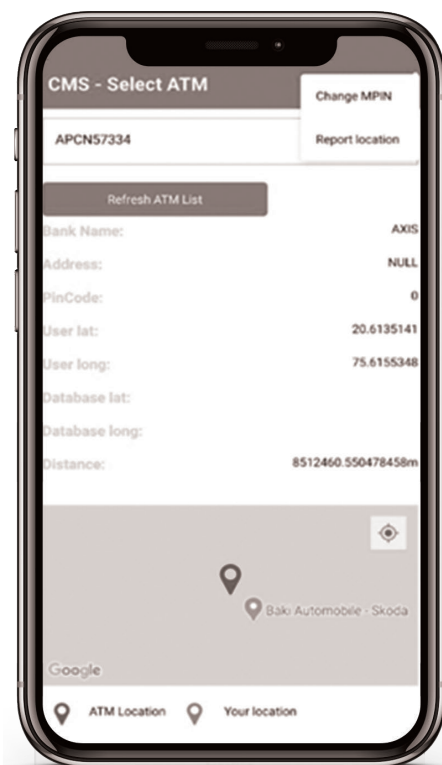 CMS - Select ATM
Change MPIN
APCN57334
Report location
Refresh ATM List
Bank Name: AXIS
Address: NULL
PinCode: 0
User lat: 20.6135141
User long: 75.6155348
Database lat:
Database long:
Distance: 8512460.550478458m
Baki Automobile - Skoda
Google
ATM Location Your location